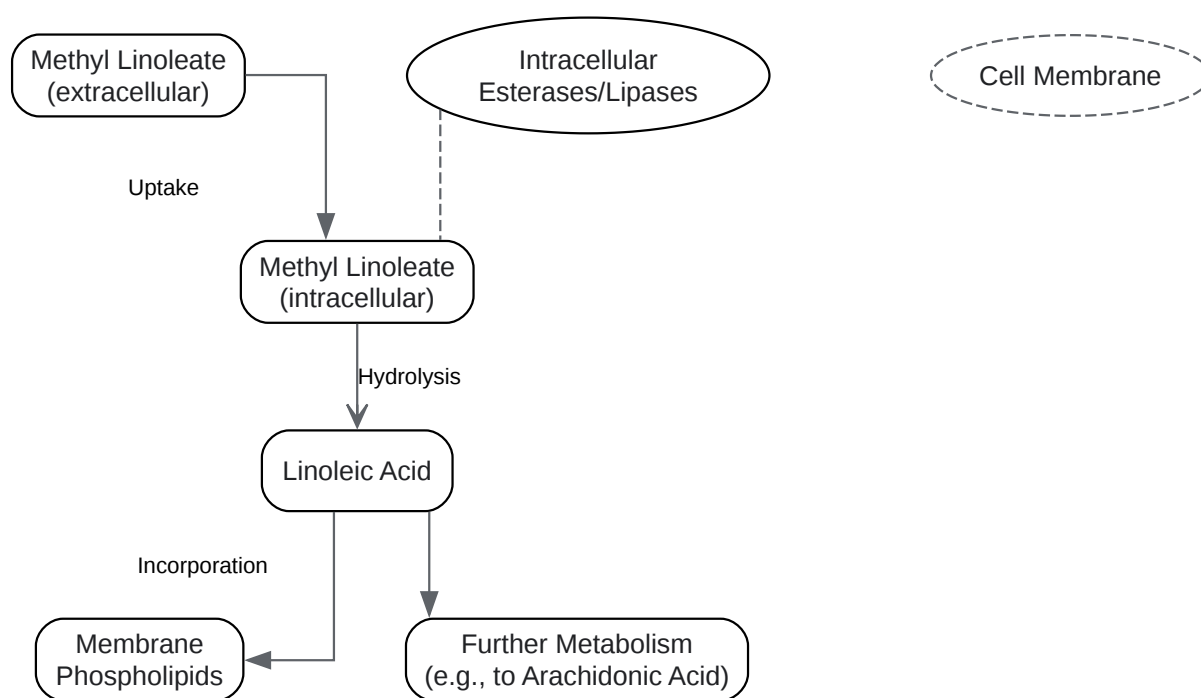 Methyl Linoleate
(extracellular)
Intracellular
Esterases/Lipases
Cell Membrane
Uptake
Methyl Linoleate
(intracellular)
Hydrolysis
Linoleic Acid
Incorporation
Membrane
Phospholipids
Further Metabolism
(e.g., to Arachidonic Acid)